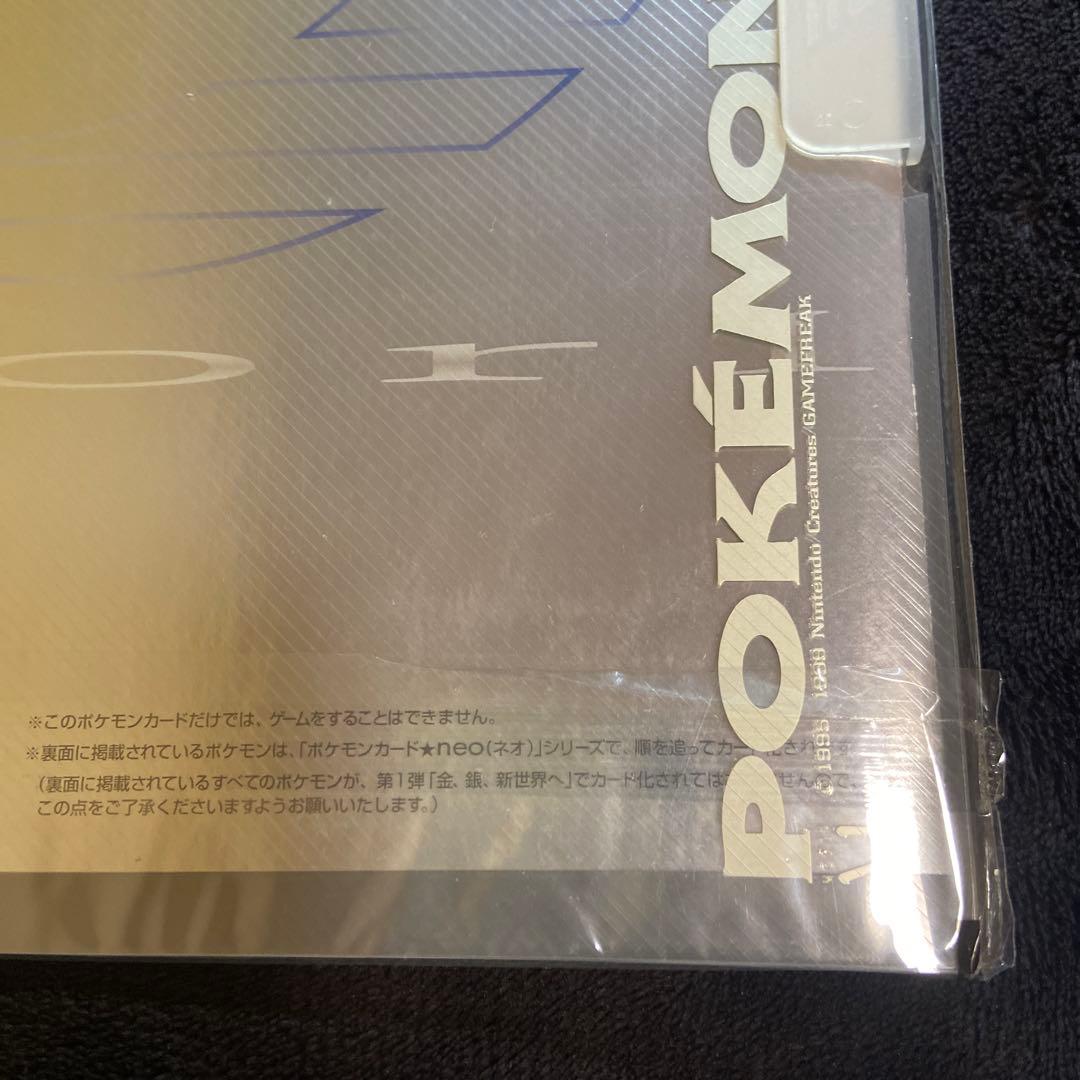 POKÉMON
©1995 1998 Nintendo/Creatures/GAMEFREAK
※このポケモンカードだけでは、ゲームをすることはできません。
※裏面に掲載されているポケモンは、「ポケモンカード★neo(ネオ)」シリーズで、順を追ってカー 化され す
(裏面に掲載されているすべてのポケモンが、第1弾「金、銀、新世界へ」でカード化されては せん で、
この点をご了承くださいますようお願いいたします。)